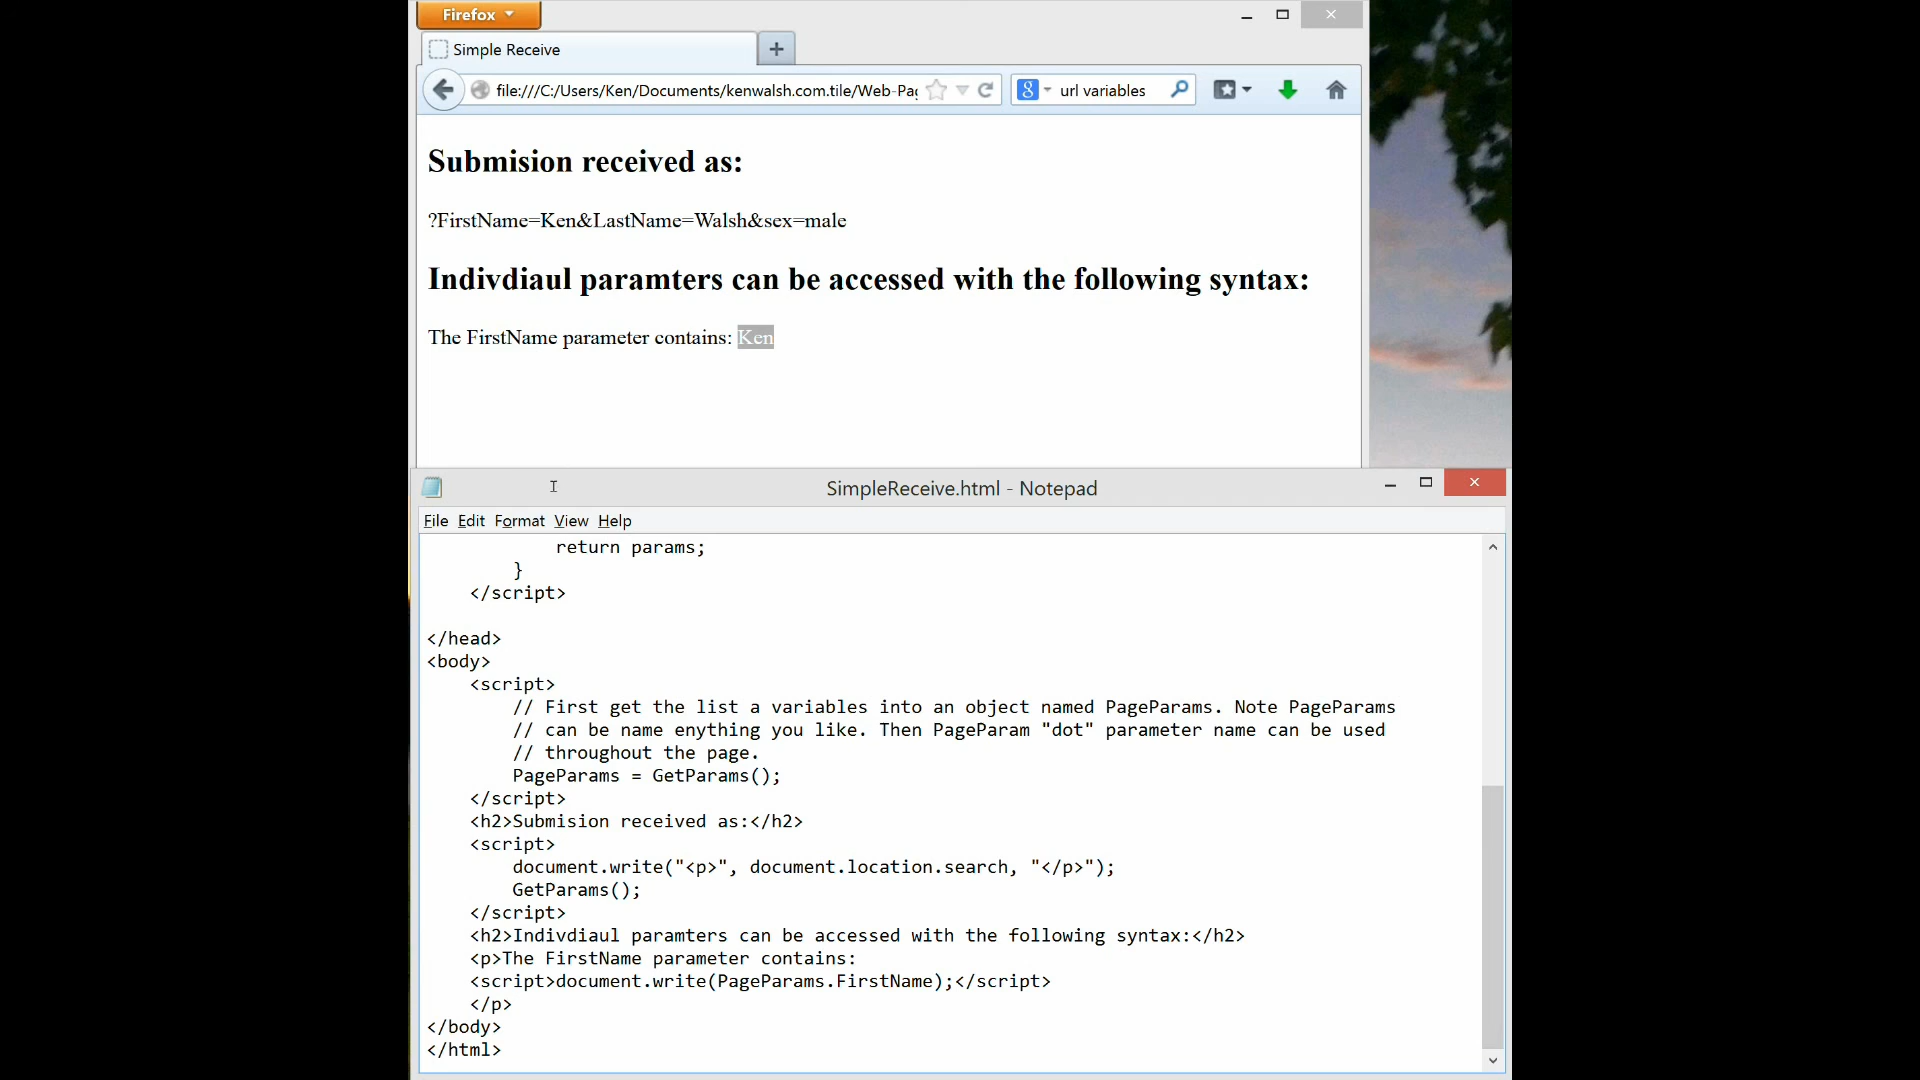 Firefox
Simple Receive
file:///C:/Users/Ken/Documents/kenwalsh.com.tile/Web-Pag
url variables
Submision received as:
?FirstName=Ken&LastName=Walsh&sex=male
Indivdiaul paramters can be accessed with the following syntax:
The FirstName parameter contains: Ken
SimpleReceive.html - Notepad
File Edit Format View Help
return params;
}
</script>
</head>
<body>
<script>
// First get the list a variables into an object named PageParams. Note PageParams
// can be name enything you like. Then PageParam "dot" parameter name can be used
// throughout the page.
PageParams = GetParams();
</script>
<h2>Submision received as:</h2>
<script>
document.write("<p>", document.location.search, "</p>");
GetParams();
</script>
<h2>Indivdiaul paramters can be accessed with the following syntax:</h2>
<p>The FirstName parameter contains:
<script>document.write(PageParams.FirstName);</script>
</p>
</body>
</html>